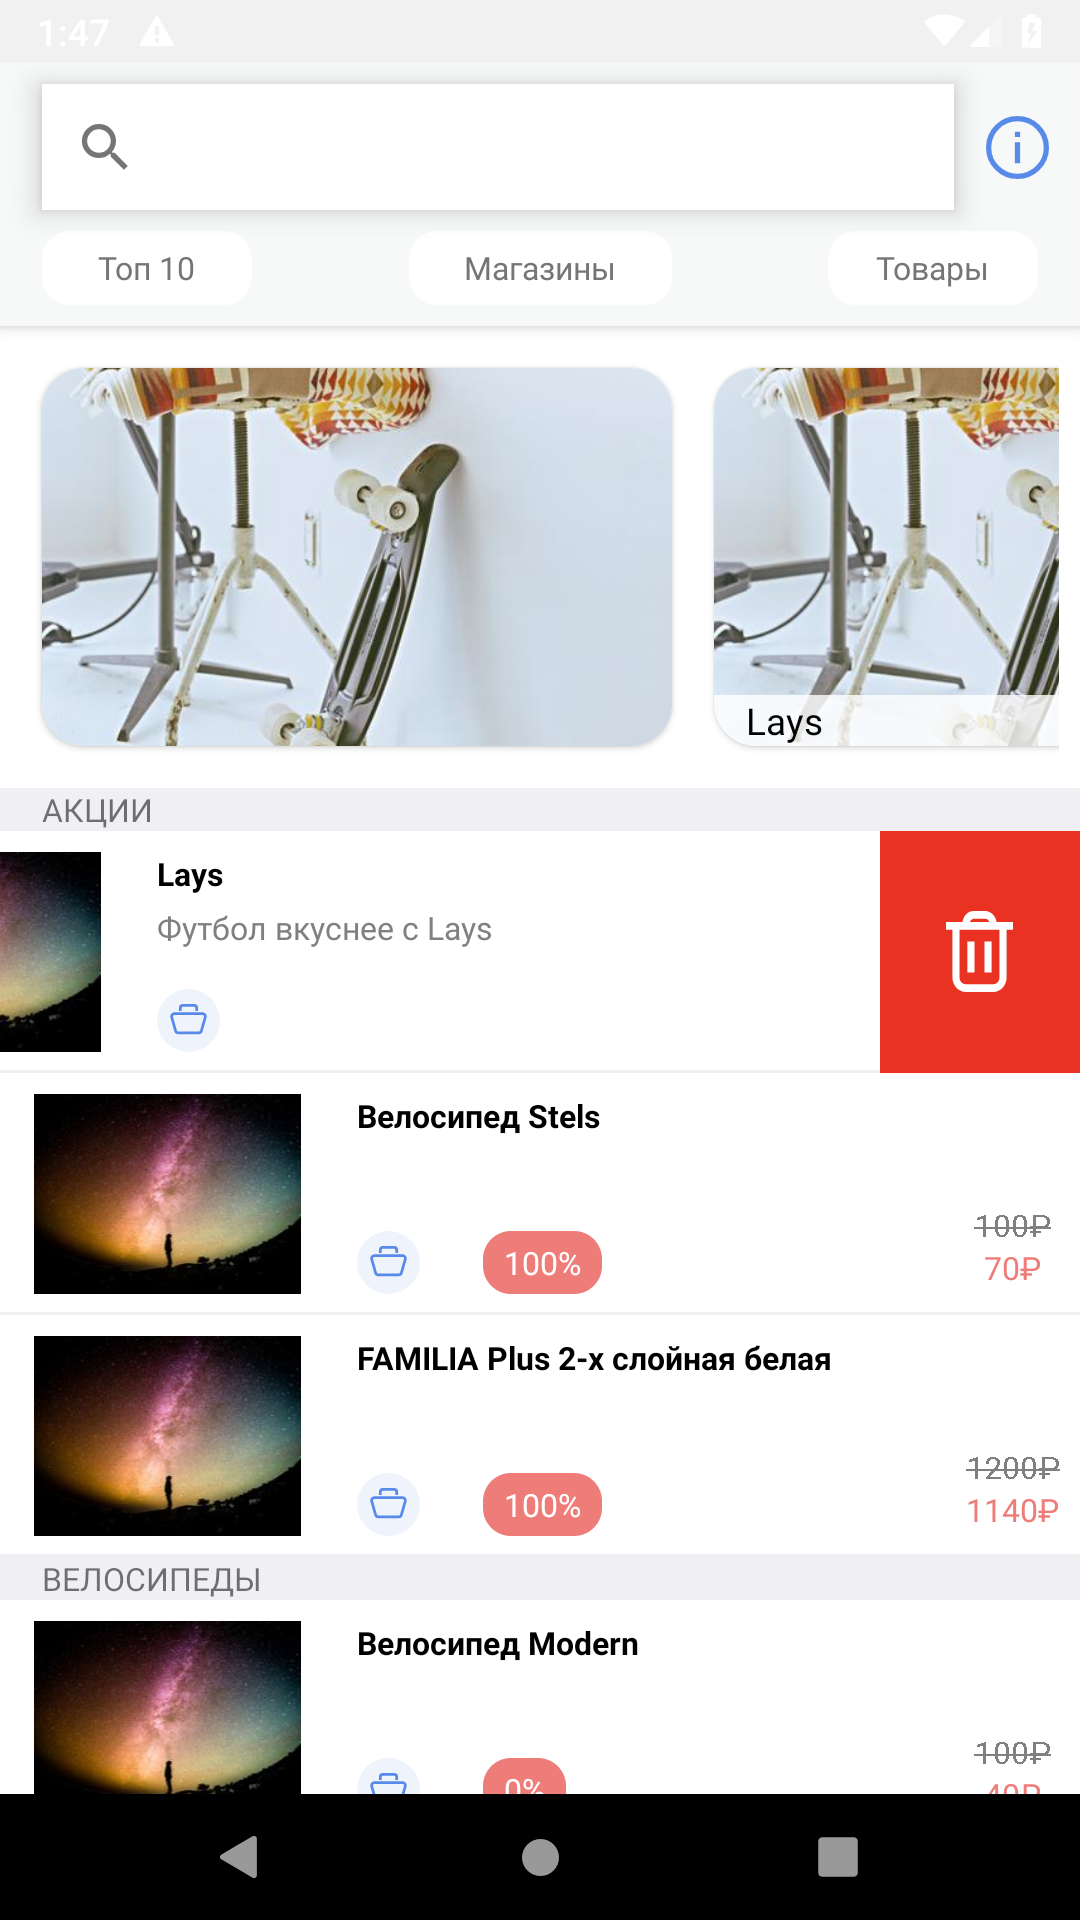 1:47
Топ 10
Магазины
Товары
Lays
АКЦИИ
Lays
Футбол вкуснее с Lays
Велосипед Stels
100%
100₽
70₽
FAMILIA Plus 2-х слойная белая
100%
1200₽
1140₽
ВЕЛОСИПЕДЫ
Велосипед Modern
0%
100₽
40₽